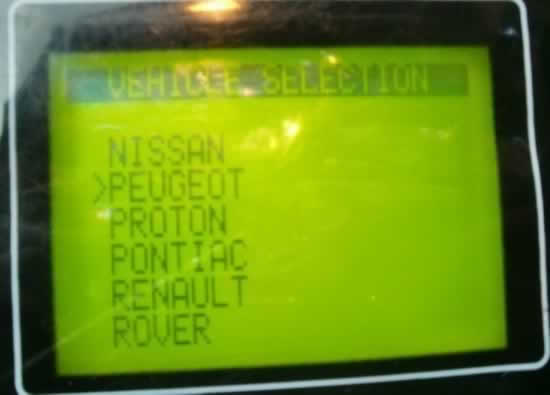 VEHICLE SELECTION
NISSAN
>PEUGEOT
PROTON
PONTIAC
RENAULT
ROVER